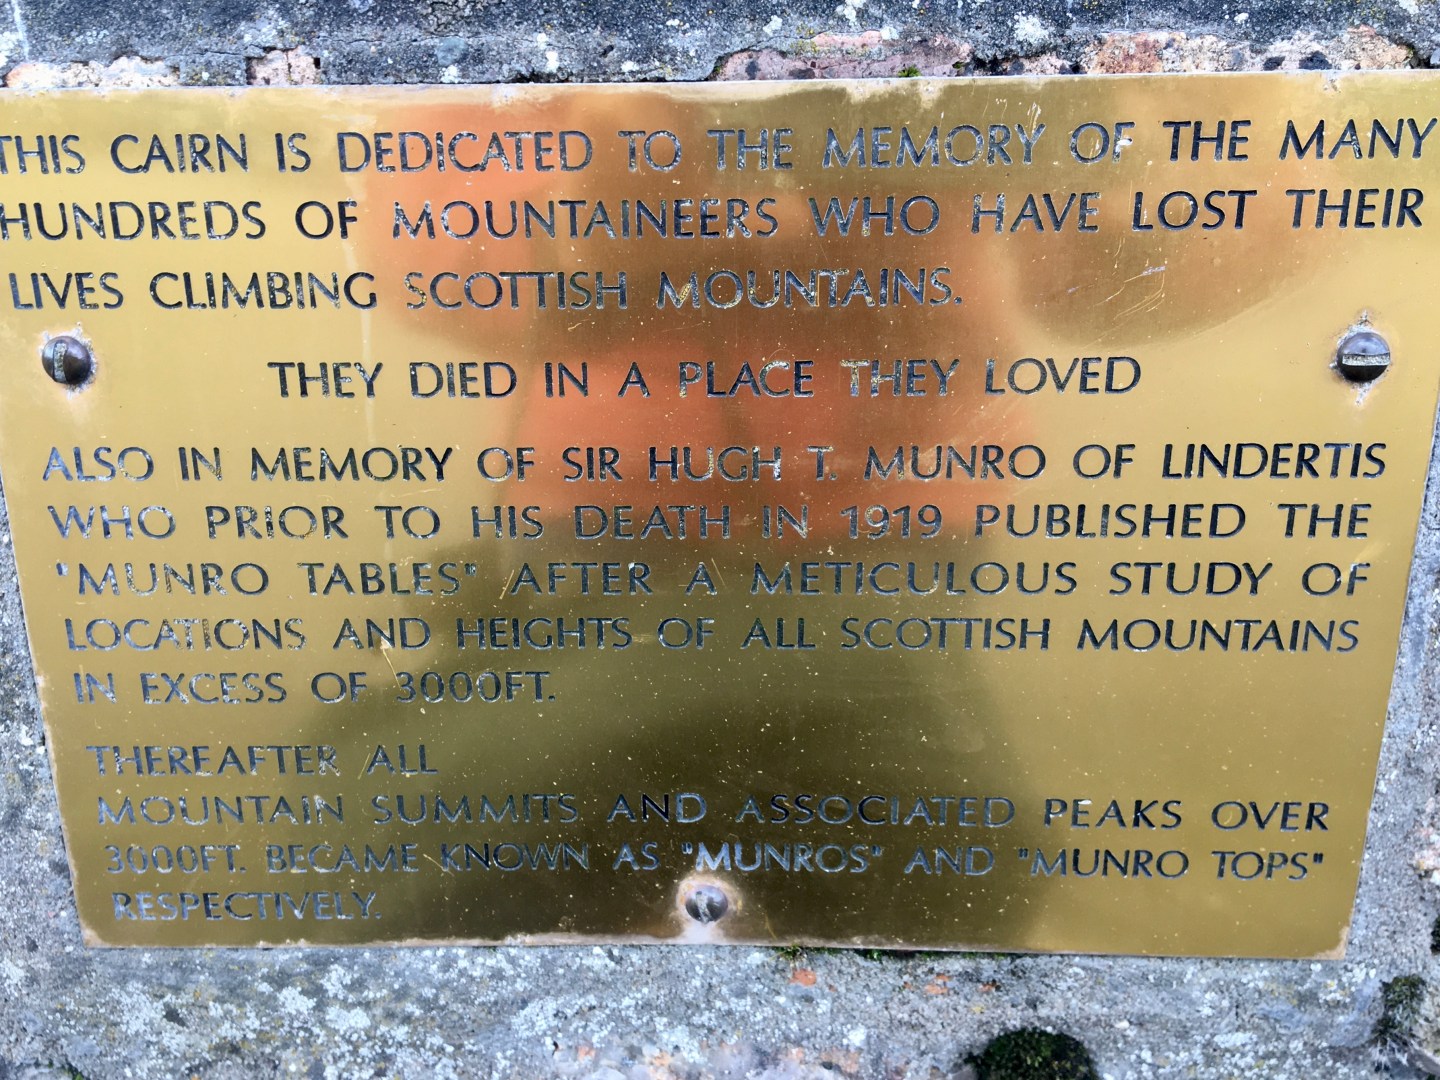 THIS CAIRN IS DEDICATED TO THE MEMORY OF THE MANY
HUNDREDS OF MOUNTAINEERS WHO HAVE LOST THEIR
LIVES CLIMBING SCOTTISH MOUNTAINS.
THEY DIED IN A PLACE THEY LOVED
ALSO IN MEMORY OF SIR HUGH T. MUNRO OF LINDERTIS
WHO PRIOR TO HIS DEATH IN 1919 PUBLISHED THE
"MUNRO TABLES" AFTER A METICULOUS STUDY OF
LOCATIONS AND HEIGHTS OF ALL SCOTTISH MOUNTAINS
IN EXCESS OF 3000FT.
THEREAFTER ALL
MOUNTAIN SUMMITS AND ASSOCIATED PEAKS OVER
3000FT. BECAME KNOWN AS "MUNROS" AND "MUNRO TOPS"
RESPECTIVELY.